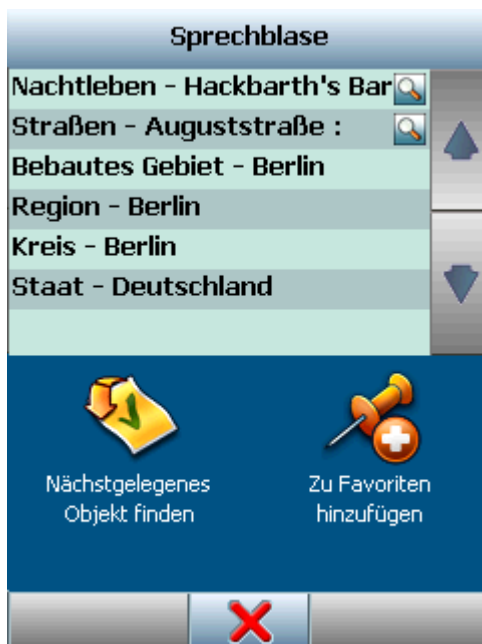 Sprechblase
Nachtleben - Hackbarth's Bar
Straßen - Auguststraße :
Bebautes Gebiet - Berlin
Region - Berlin
Kreis - Berlin
Staat - Deutschland
Nächstgelegenes
Objekt finden
Zu Favoriten
hinzufügen